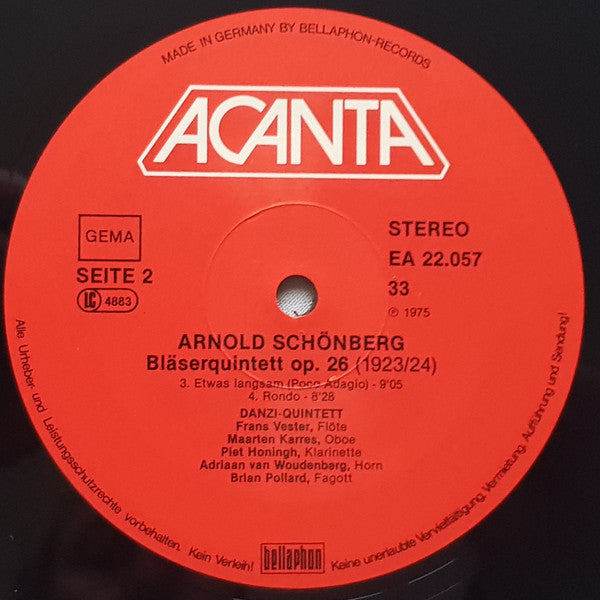 MADE IN GERMANY BY BELLAPHON-RECORDS
ACANTA
GEMA
SEITE 2
LC 4883
STEREO
EA 22.057
33
℗ 1975
ARNOLD SCHÖNBERG
Bläserquintett op. 26 (1923/24)
3. Etwas langsam (Poco Adagio) - 9'05
4. Rondo - 8'28
DANZI-QUINTETT
Frans Vester, Flöte
Maarten Karres, Oboe
Piet Honingh, Klarinette
Adriaan van Woudenberg, Horn
Brian Pollard, Fagott
bellaphon
Alle Urheber- und Leistungsschutzrechte vorbehalten. Kein Verleih! Keine unerlaubte Vervielfältigung, Vermietung, Aufführung und Sendung!